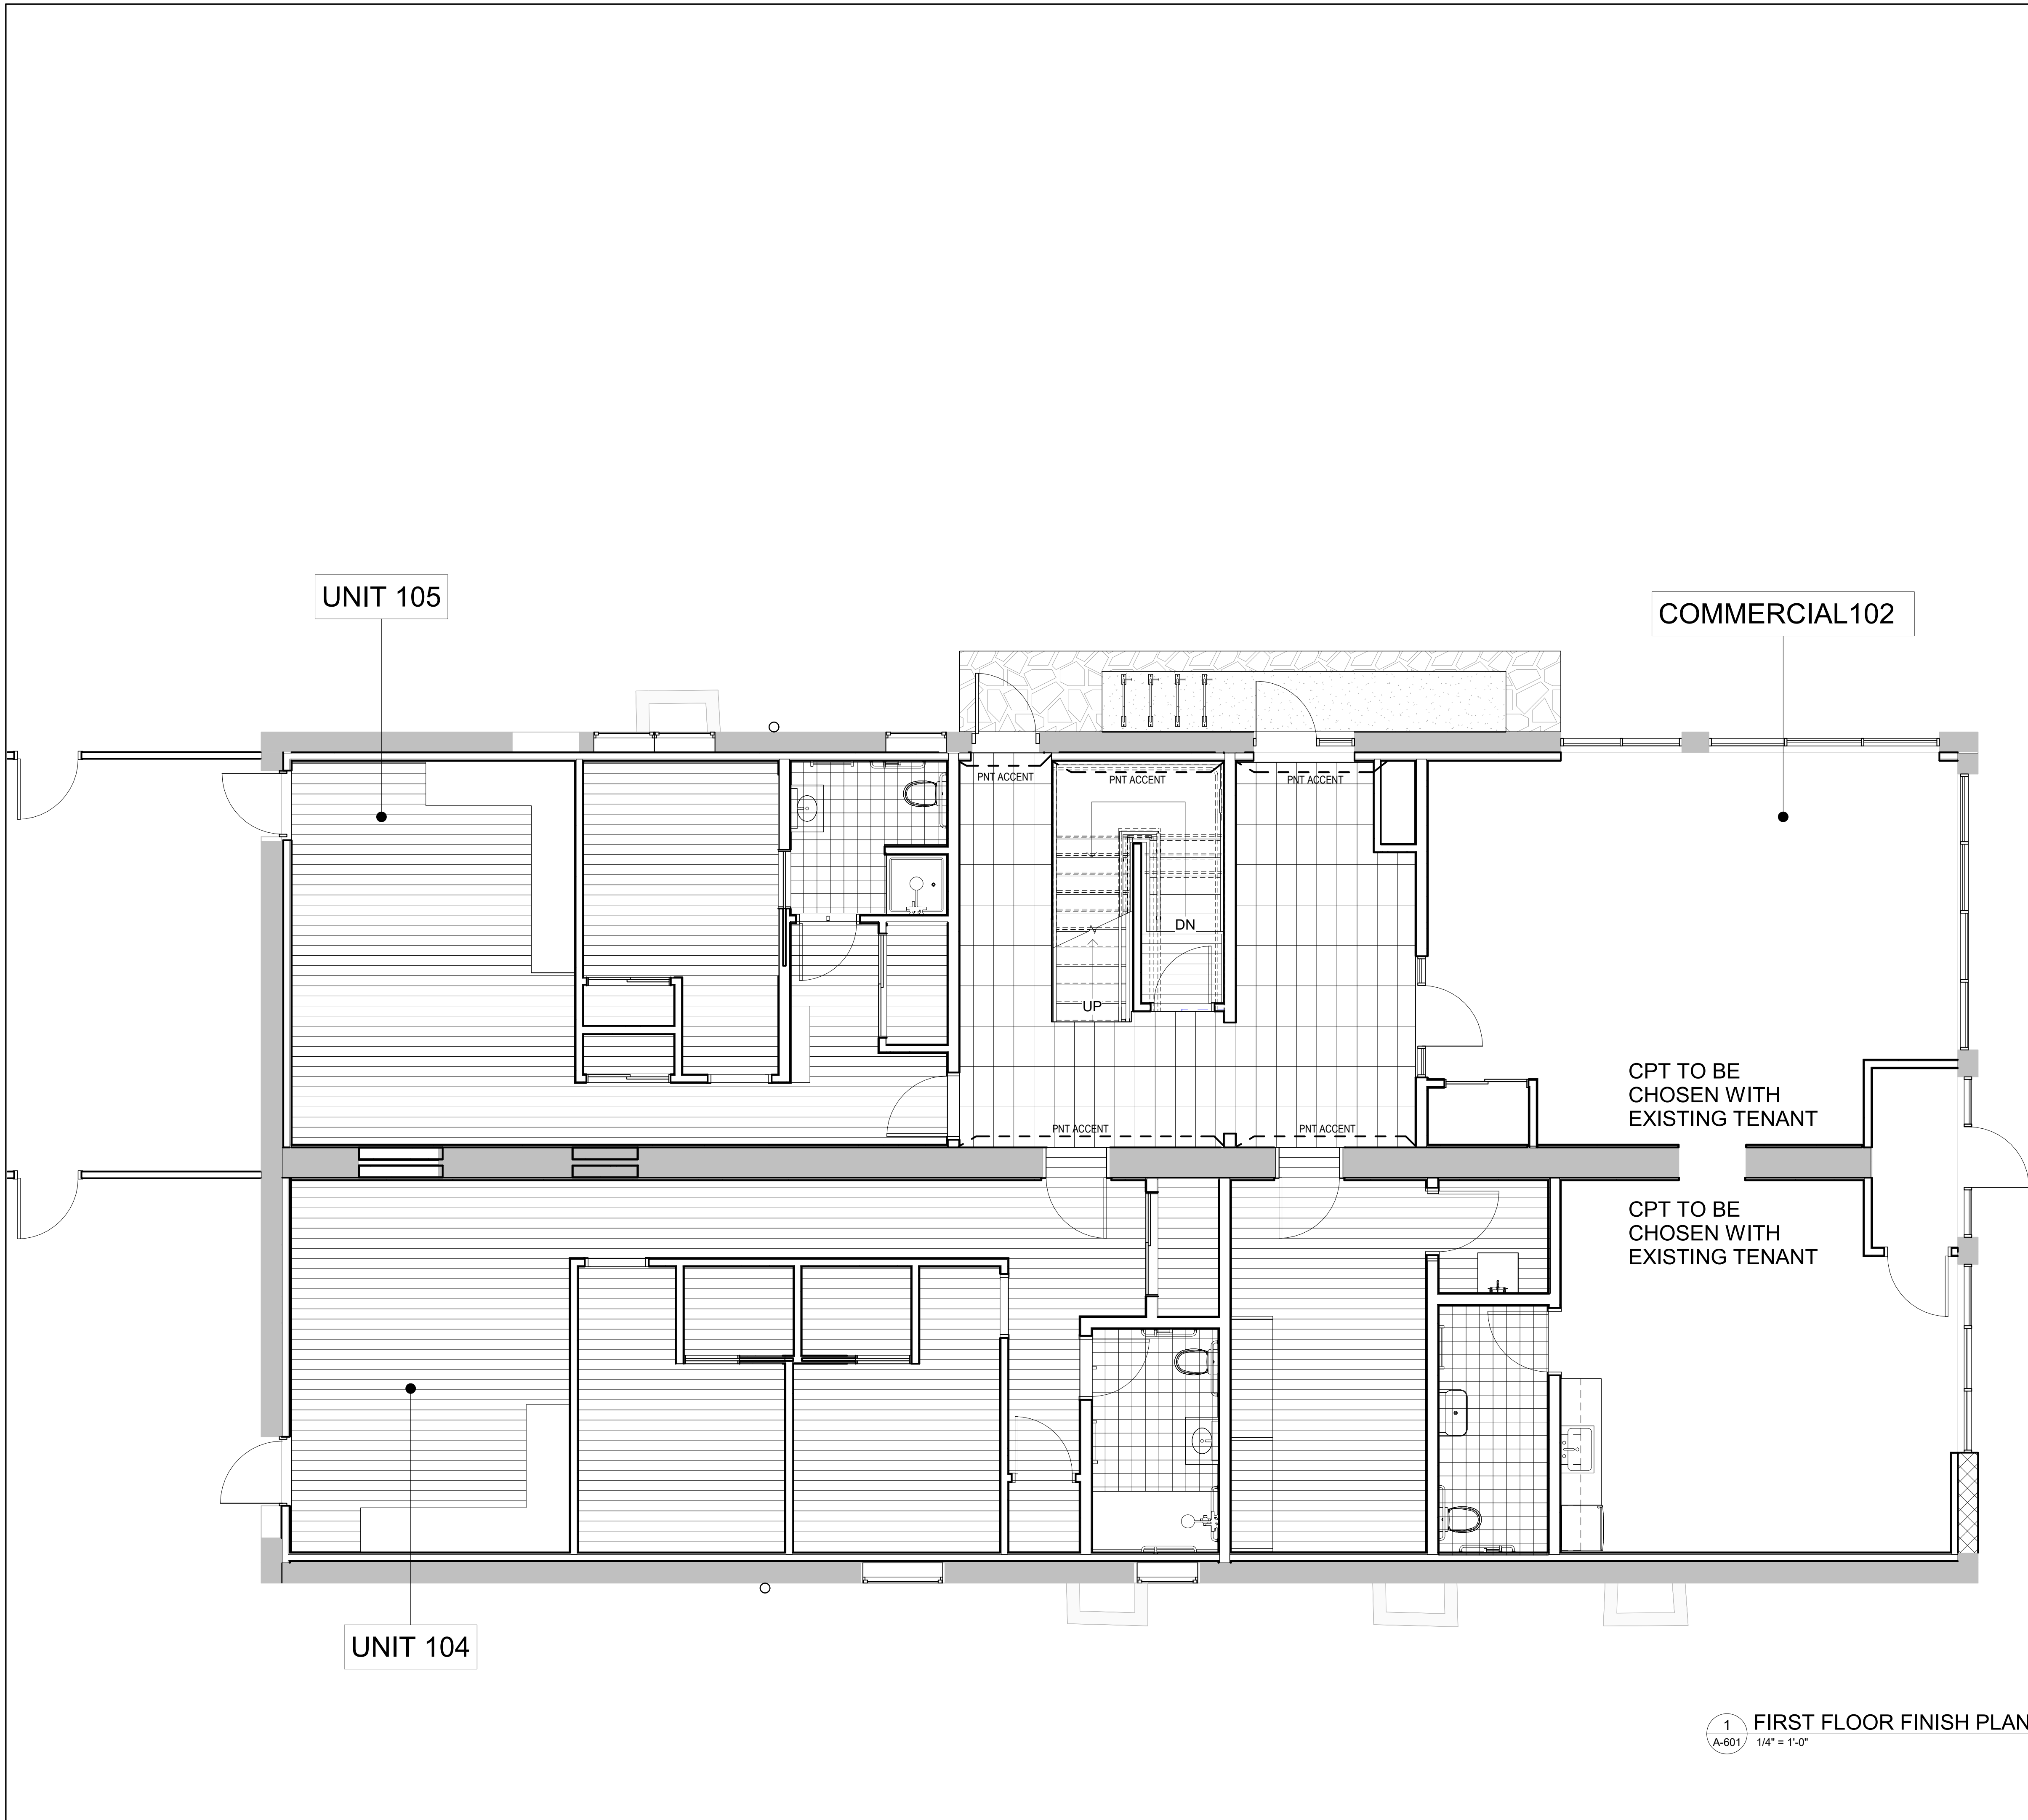 UNIT 105
COMMERCIAL102
PNT ACCENT
PNT ACCENT
PNT ACCENT
DN
UP
CPT TO BE
CHOSEN WITH
EXISTING TENANT
PNT ACCENT
PNT ACCENT
CPT TO BE
CHOSEN WITH
EXISTING TENANT
UNIT 104
1
A-601
FIRST FLOOR FINISH PLAN
1/4" = 1'-0"